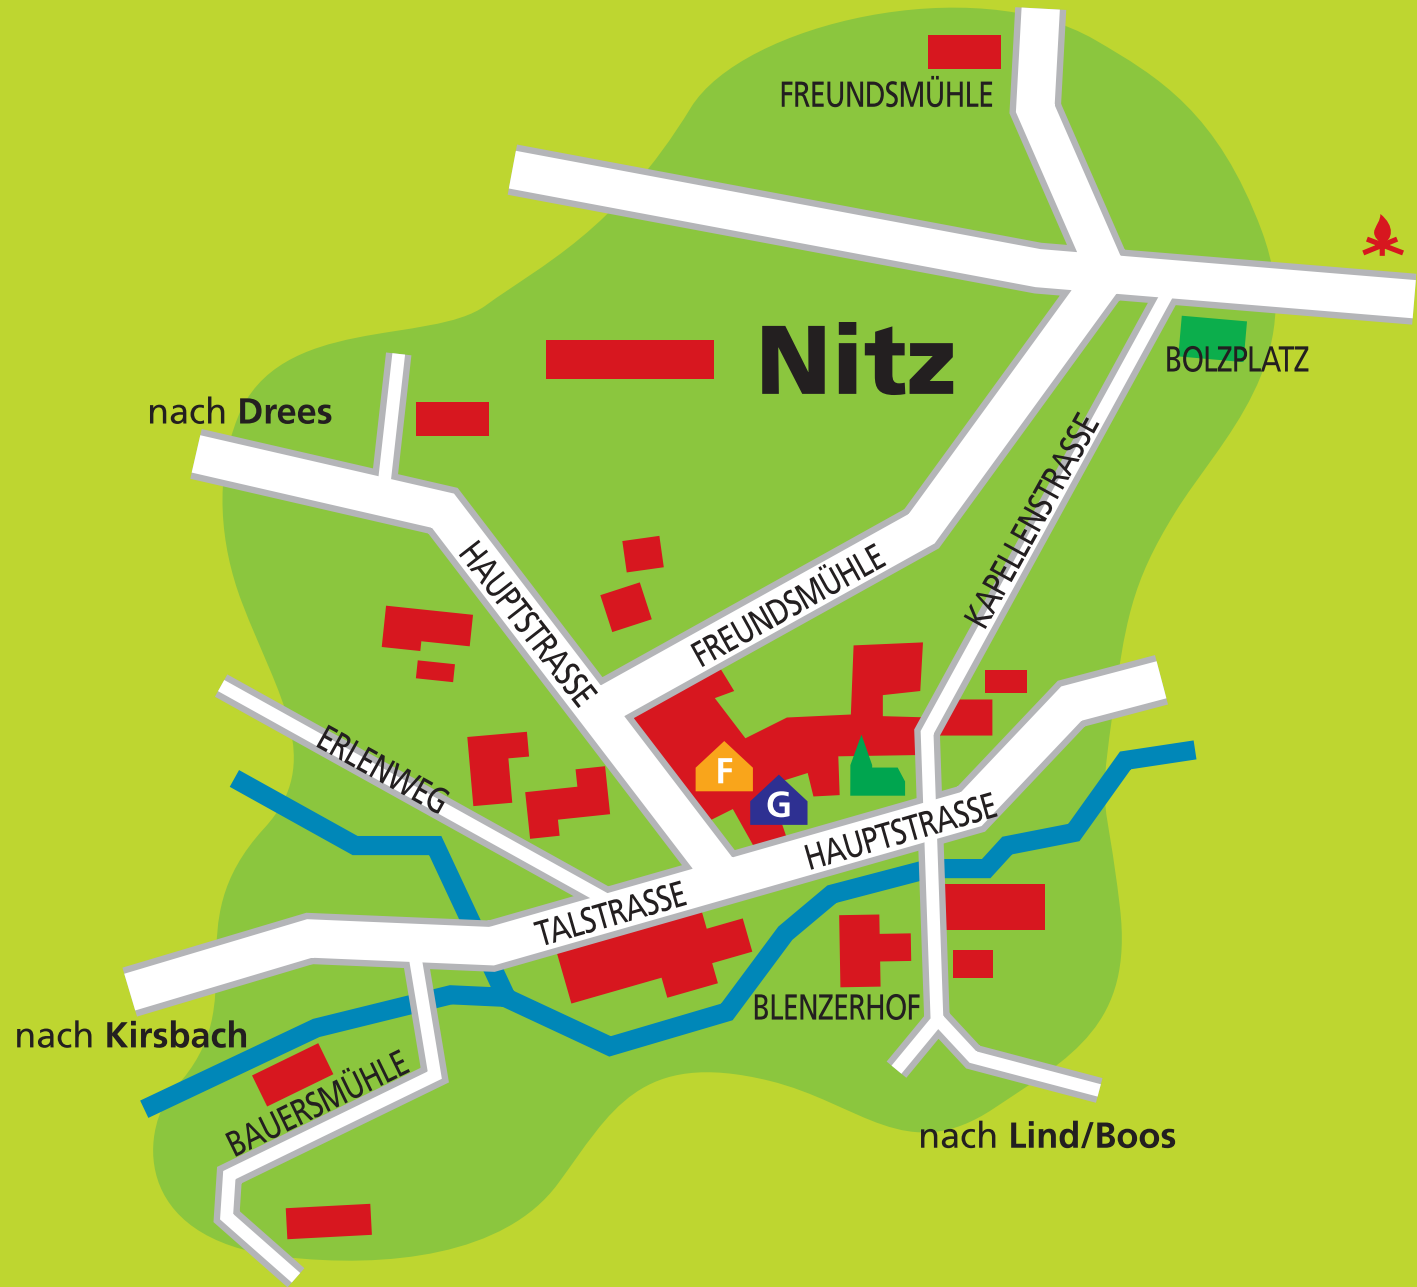 FREUNDSMÜHLE
Nitz
BOLZPLATZ
nach Drees
KAPELLENSTRASSE
HAUPTSTRASSE
FREUNDSMÜHLE
ERLENWEG
F
G
HAUPTSTRASSE
TALSTRASSE
BLENZERHOF
nach Kirsbach
BAUERSMÜHLE
nach Lind/Boos